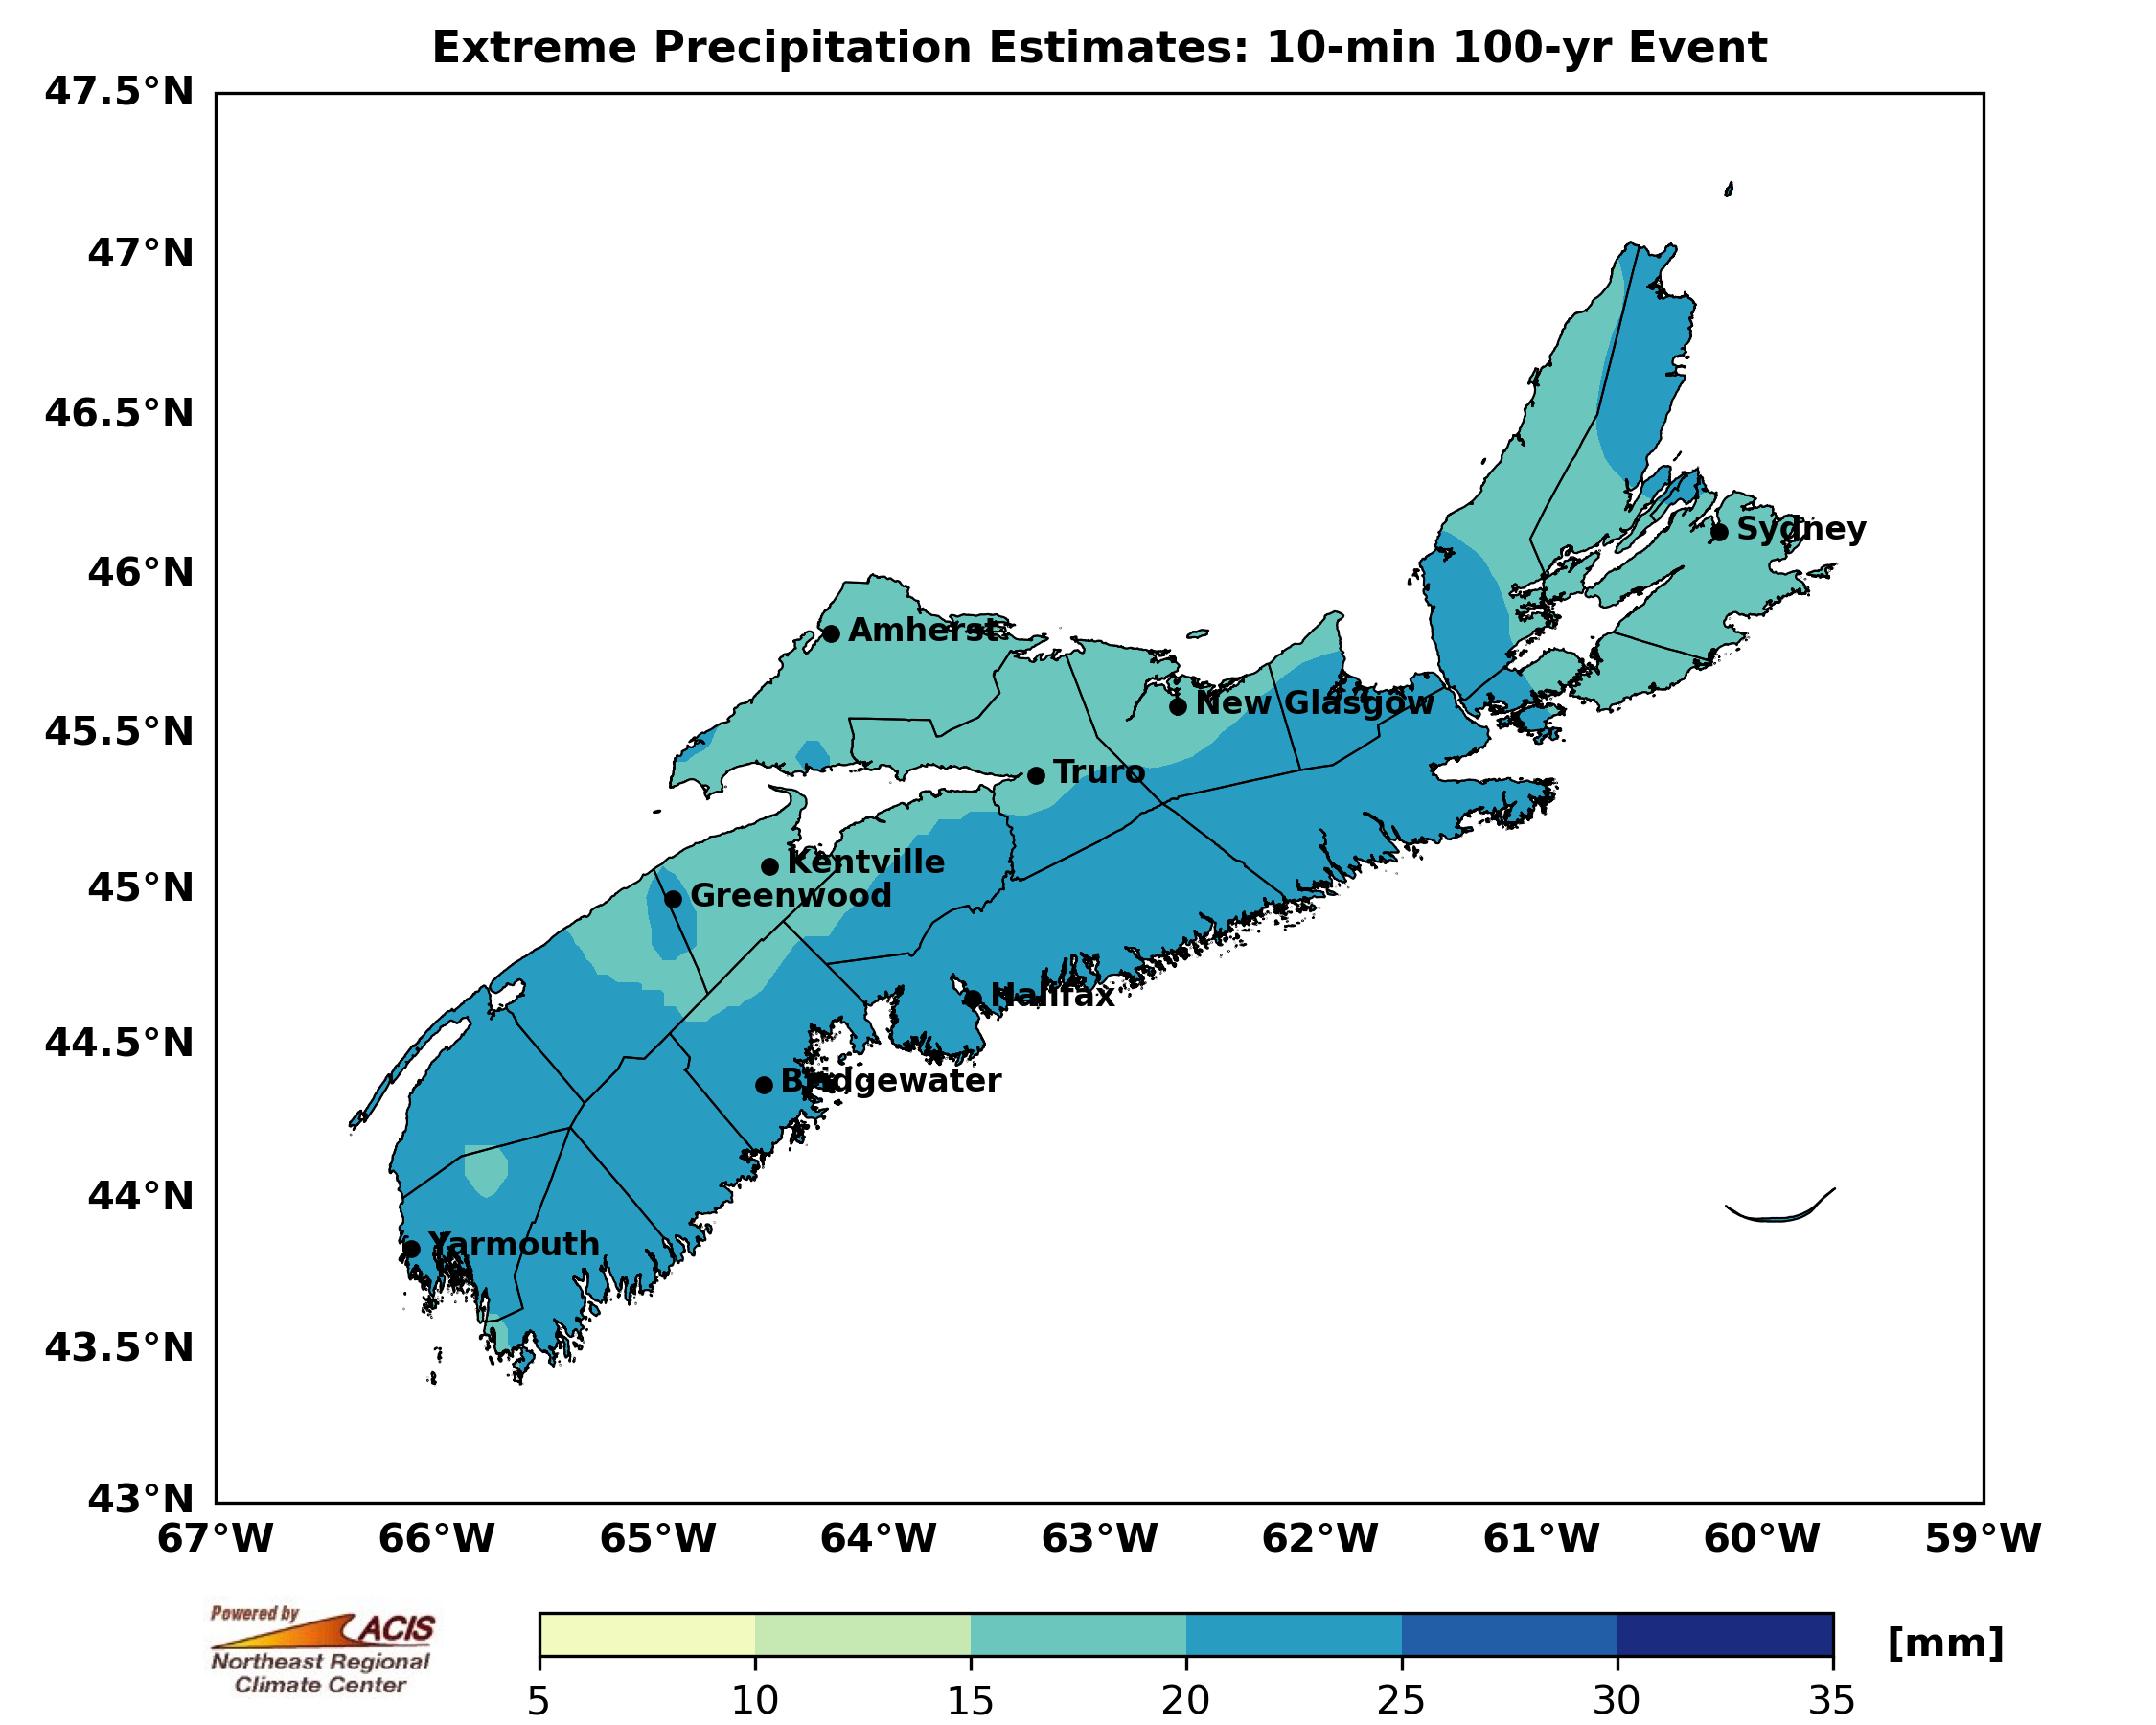 Extreme Precipitation Estimates: 10-min 100-yr Event
47.5°N
47°N
46.5°N
46°N
45.5°N
45°N
44.5°N
44°N
43.5°N
43°N
Sydney
Amherst
New Glasgow
Truro
Kentville
Greenwood
Halifax
Bridgewater
Yarmouth
67°W 66°W 65°W 64°W 63°W 62°W 61°W 60°W 59°W
Powered by
ACIS
Northeast Regional
Climate Center
[mm]
5 10 15 20 25 30 35